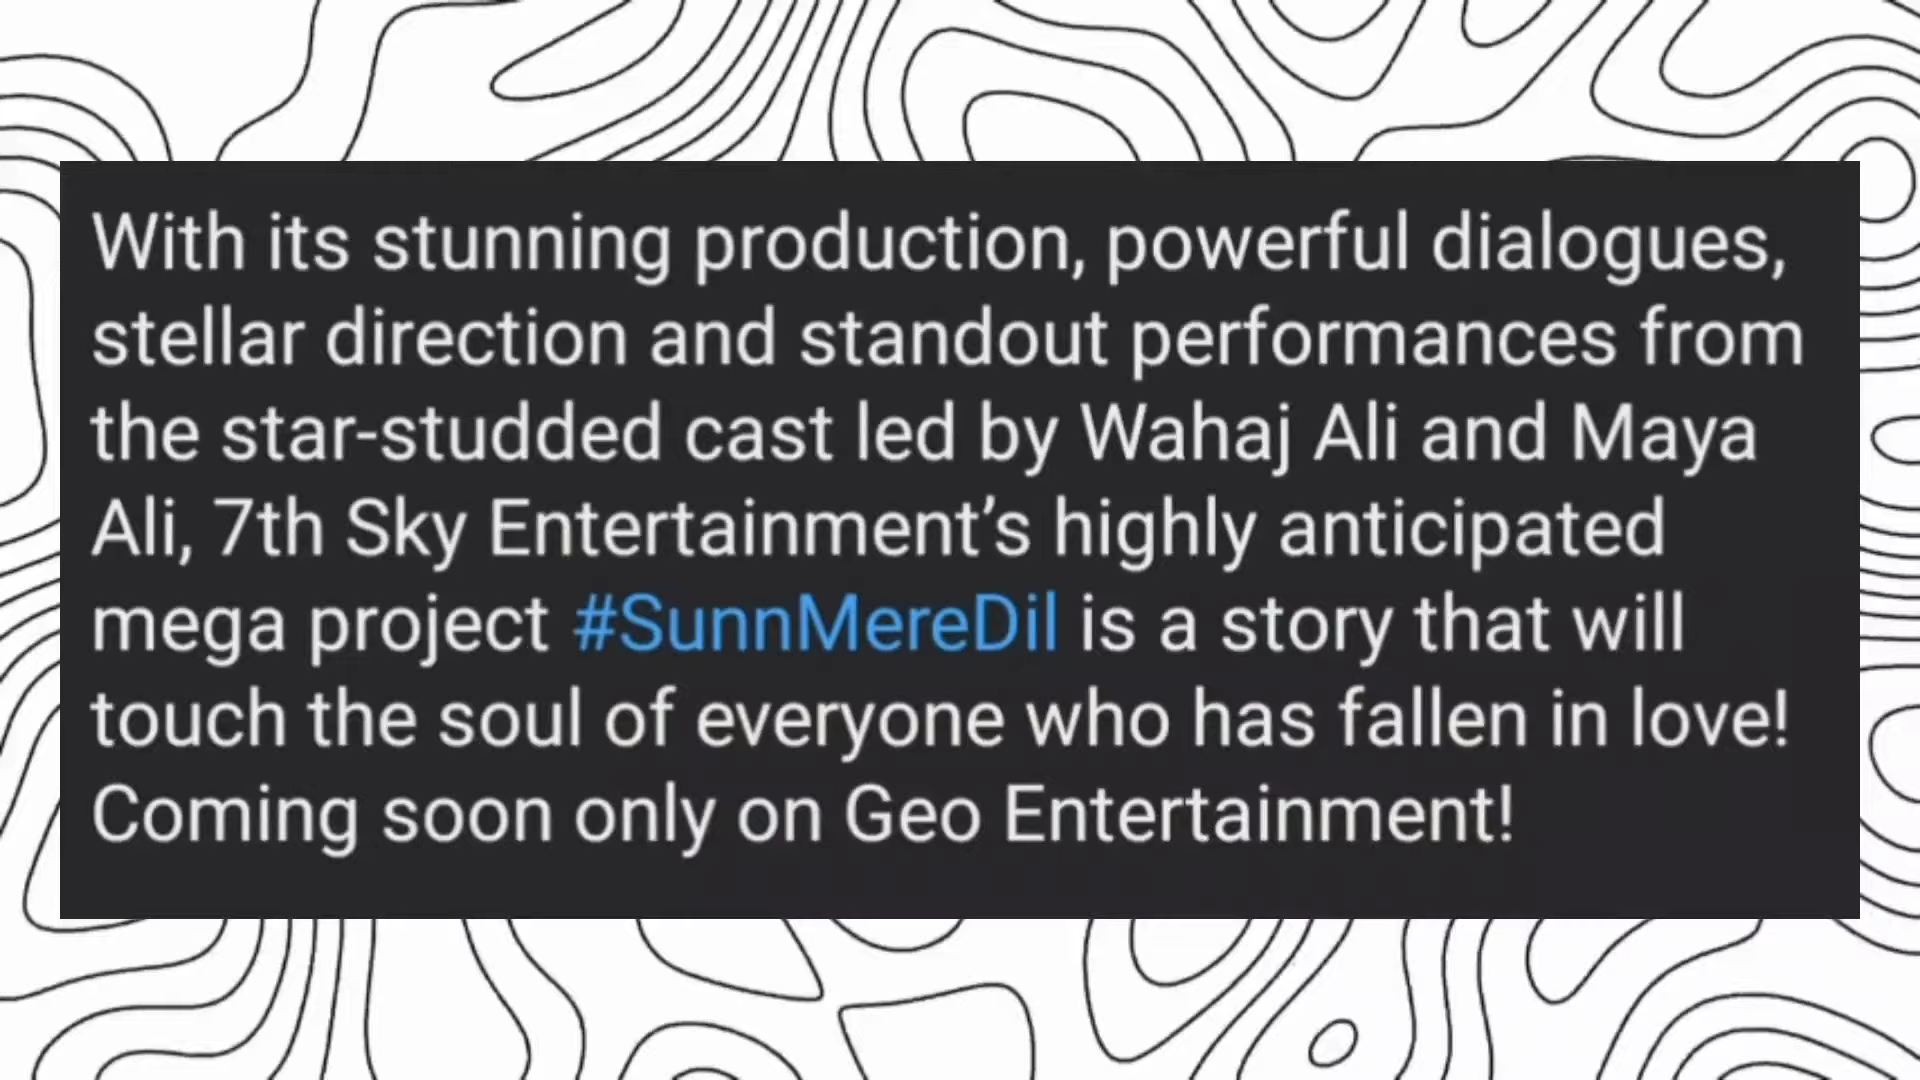 With its stunning production, powerful dialogues,
stellar direction and standout performances from
the star-studded cast led by Wahaj Ali and Maya
Ali, 7th Sky Entertainment’s highly anticipated
mega project #SunnMereDil is a story that will
touch the soul of everyone who has fallen in love!
Coming soon only on Geo Entertainment!